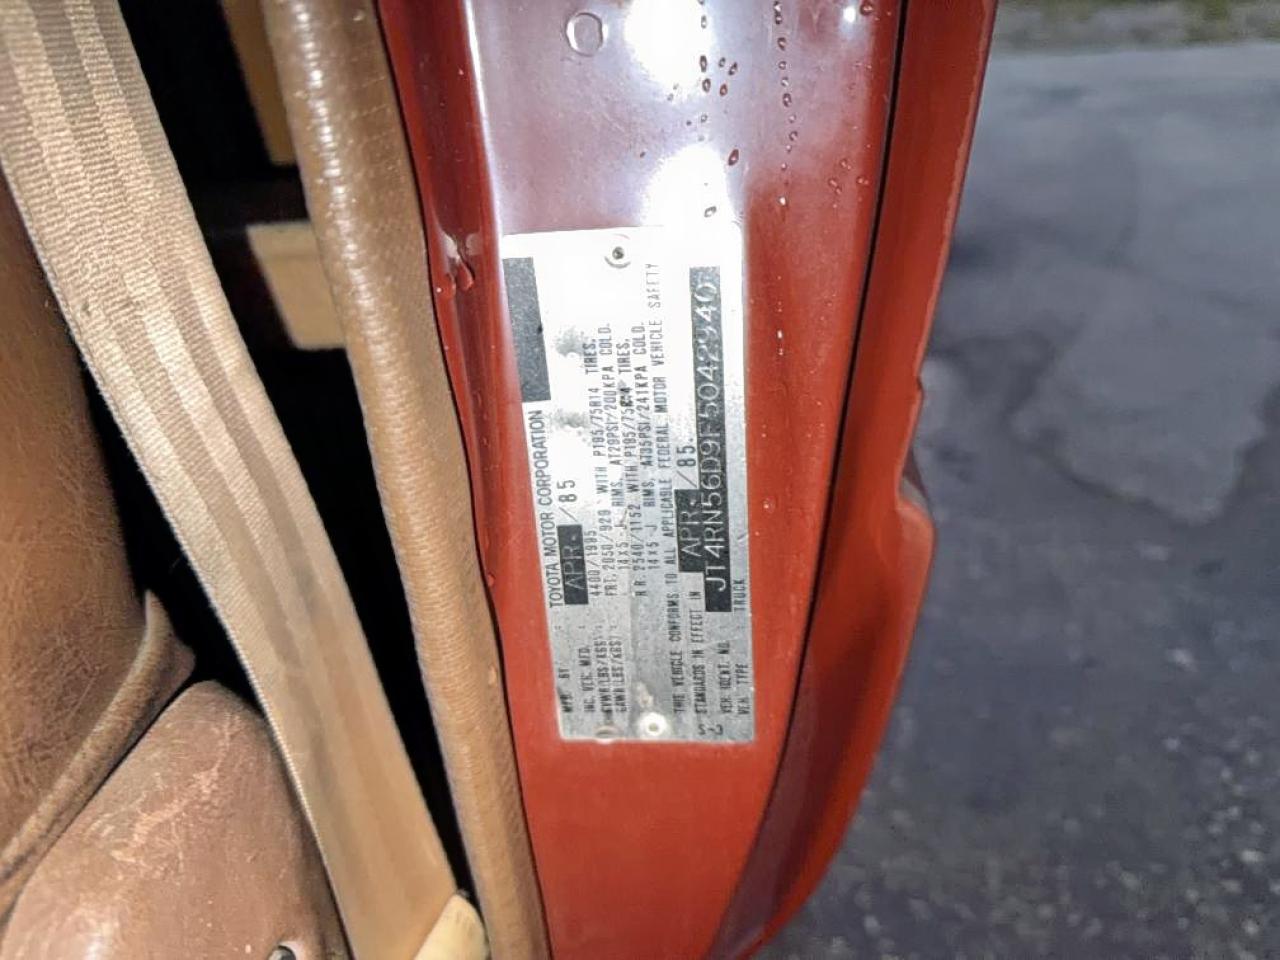 MFD. BY : TOYOTA MOTOR CORPORATION
INC. VEH. MFD. : APR. /85
GVWR(LBS/KGS): 4400/1995
GAWR(LBS/KGS): FRT. 2050/929 WITH P195/75R14 TIRES,
14X5-J RIMS, AT29PSI/200KPA COLD.
RR. 2540/1152 WITH P195/75R14 TIRES,
14X5-J RIMS, AT35PSI/241KPA COLD.
THIS VEHICLE CONFORMS TO ALL APPLICABLE FEDERAL MOTOR VEHICLE SAFETY
STANDARDS IN EFFECT IN APR. /85.
VEH. IDENT. NO. JT4RN56D9F5042940
VEH. TYPE TRUCK